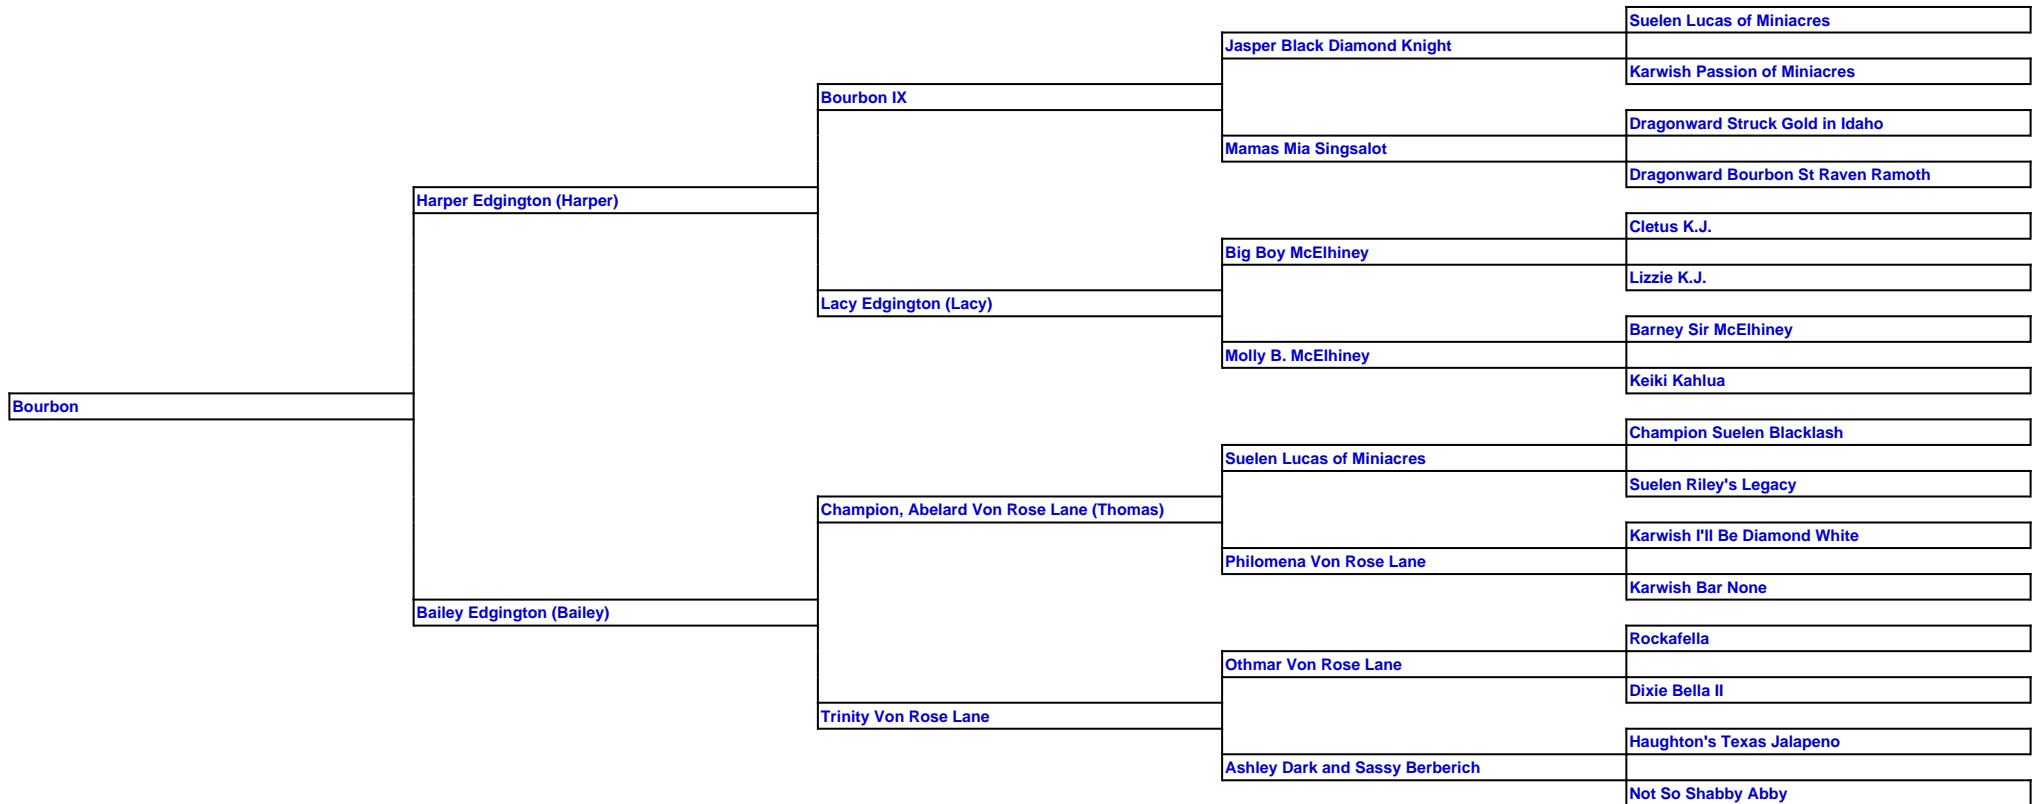 Suelen Lucas of Miniacres
Jasper Black Diamond Knight
Karwish Passion of Miniacres
Bourbon IX
Dragonward Struck Gold in Idaho
Mamas Mia Singsalot
Dragonward Bourbon St Raven Ramoth
Harper Edgington (Harper)
Cletus K.J.
Big Boy McElhiney
Lizzie K.J.
Lacy Edgington (Lacy)
Barney Sir McElhiney
Molly B. McElhiney
Keiki Kahlua
Bourbon
Champion Suelen Blacklash
Suelen Lucas of Miniacres
Suelen Riley's Legacy
Champion, Abelard Von Rose Lane (Thomas)
Karwish I'll Be Diamond White
Philomena Von Rose Lane
Karwish Bar None
Bailey Edgington (Bailey)
Rockafella
Othmar Von Rose Lane
Dixie Bella II
Trinity Von Rose Lane
Haughton's Texas Jalapeno
Ashley Dark and Sassy Berberich
Not So Shabby Abby